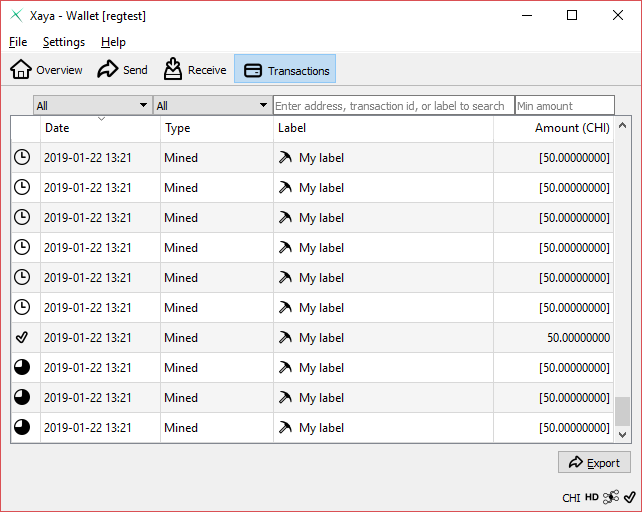 Xaya - Wallet [regtest]
File Settings Help
Overview Send Receive Transactions
All All Enter address, transaction id, or label to search Min amount
Date Type Label Amount (CHI)
2019-01-22 13:21 Mined My label [50.00000000]
2019-01-22 13:21 Mined My label [50.00000000]
2019-01-22 13:21 Mined My label [50.00000000]
2019-01-22 13:21 Mined My label [50.00000000]
2019-01-22 13:21 Mined My label [50.00000000]
2019-01-22 13:21 Mined My label [50.00000000]
2019-01-22 13:21 Mined My label 50.00000000
2019-01-22 13:21 Mined My label [50.00000000]
2019-01-22 13:21 Mined My label [50.00000000]
2019-01-22 13:21 Mined My label [50.00000000]
Export
CHI HD